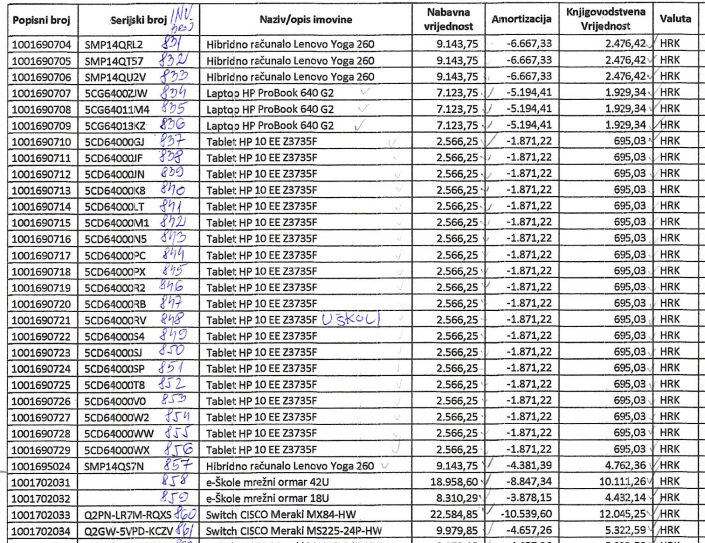 Popisni broj Serijski broj INV. BROJ Naziv/opis imovine Nabavna vrijednost Amortizacija Knjigovodstvena Vrijednost Valuta
1001690704 SMP14QRL2 831 Hibridno računalo Lenovo Yoga 260 9.143,75 -6.667,33 2.476,42 HRK
1001690705 SMP14QT57 832 Hibridno računalo Lenovo Yoga 260 9.143,75 -6.667,33 2.476,42 HRK
1001690706 SMP14QU2V 833 Hibridno računalo Lenovo Yoga 260 9.143,75 -6.667,33 2.476,42 HRK
1001690707 5CG6400ZJW 834 Laptop HP ProBook 640 G2 7.123,75 -5.194,41 1.929,34 HRK
1001690708 5CG64011M4 835 Laptop HP ProBook 640 G2 7.123,75 -5.194,41 1.929,34 HRK
1001690709 5CG64013KZ 836 Laptop HP ProBook 640 G2 7.123,75 -5.194,41 1.929,34 HRK
1001690710 5CD64000GJ 837 Tablet HP 10 EE Z3735F 2.566,25 -1.871,22 695,03 HRK
1001690711 5CD64000JF 838 Tablet HP 10 EE Z3735F 2.566,25 -1.871,22 695,03 HRK
1001690712 5CD64000JN 839 Tablet HP 10 EE Z3735F 2.566,25 -1.871,22 695,03 HRK
1001690713 5CD64000K8 840 Tablet HP 10 EE Z3735F 2.566,25 -1.871,22 695,03 HRK
1001690714 5CD64000LT 841 Tablet HP 10 EE Z3735F 2.566,25 -1.871,22 695,03 HRK
1001690715 5CD64000M1 842 Tablet HP 10 EE Z3735F 2.566,25 -1.871,22 695,03 HRK
1001690716 5CD64000N5 843 Tablet HP 10 EE Z3735F 2.566,25 -1.871,22 695,03 HRK
1001690717 5CD64000PC 844 Tablet HP 10 EE Z3735F 2.566,25 -1.871,22 695,03 HRK
1001690718 5CD64000PX 845 Tablet HP 10 EE Z3735F 2.566,25 -1.871,22 695,03 HRK
1001690719 5CD64000R2 846 Tablet HP 10 EE Z3735F 2.566,25 -1.871,22 695,03 HRK
1001690720 5CD64000RB 847 Tablet HP 10 EE Z3735F 2.566,25 -1.871,22 695,03 HRK
1001690721 5CD64000RV 848 Tablet HP 10 EE Z3735F U ŠKOLI 2.566,25 -1.871,22 695,03 HRK
1001690722 5CD64000S4 849 Tablet HP 10 EE Z3735F 2.566,25 -1.871,22 695,03 HRK
1001690723 5CD64000SJ 850 Tablet HP 10 EE Z3735F 2.566,25 -1.871,22 695,03 HRK
1001690724 5CD64000SP 851 Tablet HP 10 EE Z3735F 2.566,25 -1.871,22 695,03 HRK
1001690725 5CD64000T8 852 Tablet HP 10 EE Z3735F 2.566,25 -1.871,22 695,03 HRK
1001690726 5CD64000V0 853 Tablet HP 10 EE Z3735F 2.566,25 -1.871,22 695,03 HRK
1001690727 5CD64000W2 854 Tablet HP 10 EE Z3735F 2.566,25 -1.871,22 695,03 HRK
1001690728 5CD64000WW 855 Tablet HP 10 EE Z3735F 2.566,25 -1.871,22 695,03 HRK
1001690729 5CD64000WX 856 Tablet HP 10 EE Z3735F 2.566,25 -1.871,22 695,03 HRK
1001695024 SMP14QS7N 857 Hibridno računalo Lenovo Yoga 260 9.143,75 -4.381,39 4.762,36 HRK
1001702031 858 e-Škole mrežni ormar 42U 18.958,60 -8.847,34 10.111,26 HRK
1001702032 859 e-Škole mrežni ormar 18U 8.310,29 -3.878,15 4.432,14 HRK
1001702033 Q2PN-LR7M-RQXS 860 Switch CISCO Meraki MX84-HW 22.584,85 -10.539,60 12.045,25 HRK
1001702034 Q2GW-5VPD-KCZV 861 Switch CISCO Meraki MS225-24P-HW 9.979,85 -4.657,26 5.322,59 HRK